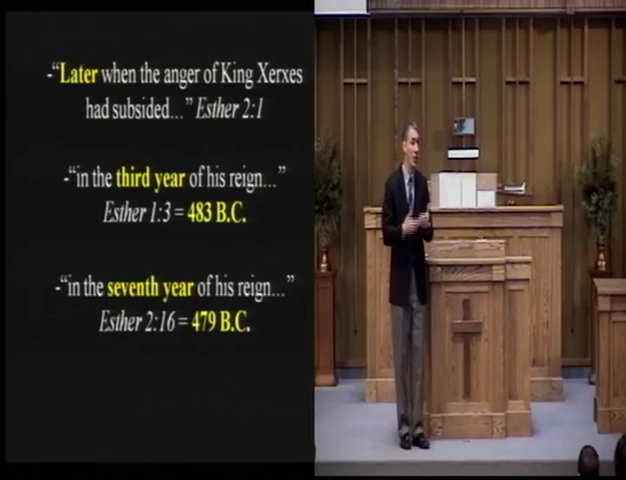 -“Later when the anger of King Xerxes
had subsided...” Esther 2:1
-“in the third year of his reign...”
Esther 1:3 = 483 B.C.
-“in the seventh year of his reign...”
Esther 2:16 = 479 B.C.